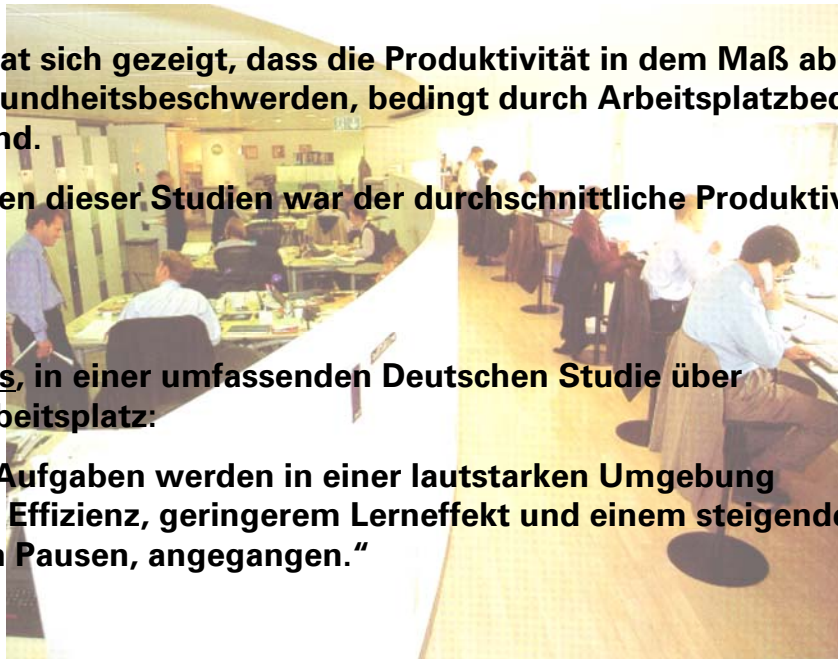 at sich gezeigt, dass die Produktivität in dem Maß ab
undheitsbeschwerden, bedingt durch Arbeitsplatzbed
nd.
en dieser Studien war der durchschnittliche Produktiv
s, in einer umfassenden Deutschen Studie über
beitsplatz:
Aufgaben werden in einer lautstarken Umgebung
Effizienz, geringerem Lerneffekt und einem steigende
n Pausen, angegangen.“